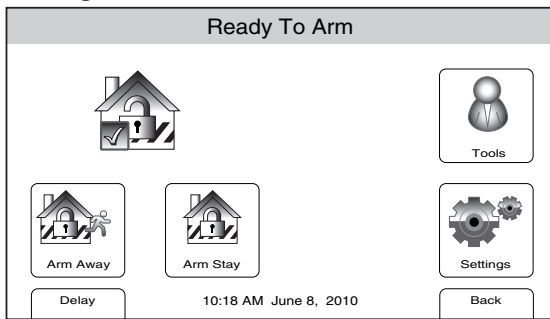 Ready To Arm
Tools
Arm Away
Arm Stay
Settings
Delay
10:18 AM June 8, 2010
Back